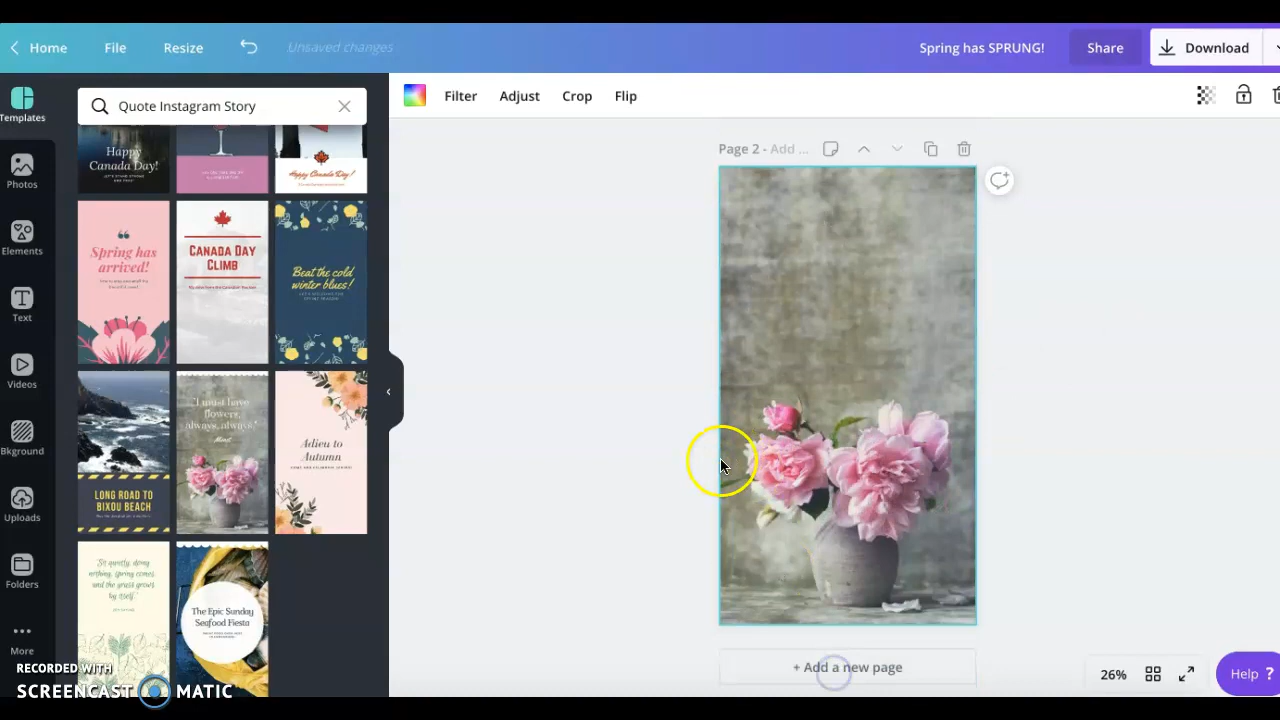 Home
File
Resize
Unsaved changes
Spring has SPRUNG!
Share
Download
Templates
Quote Instagram Story
Filter
Adjust
Crop
Flip
Page 2 - Add ...
Photos
Elements
Text
Videos
Bkground
Uploads
Folders
More
Happy
Canada Day!
Happy Canada Day!
Spring has
arrived!
CANADA DAY
CLIMB
Beat the cold
winter blues!
LONG ROAD TO
BIXOU BEACH
"I must have
flowers,
always, always."
Monet
Adieu to
Autumn
Sit quietly, doing
nothing, spring comes,
and the grass grows
by itself.
The Epic Sunday
Seafood Fiesta
+ Add a new page
26%
Help ?
RECORDED WITH
SCREENCAST MATIC